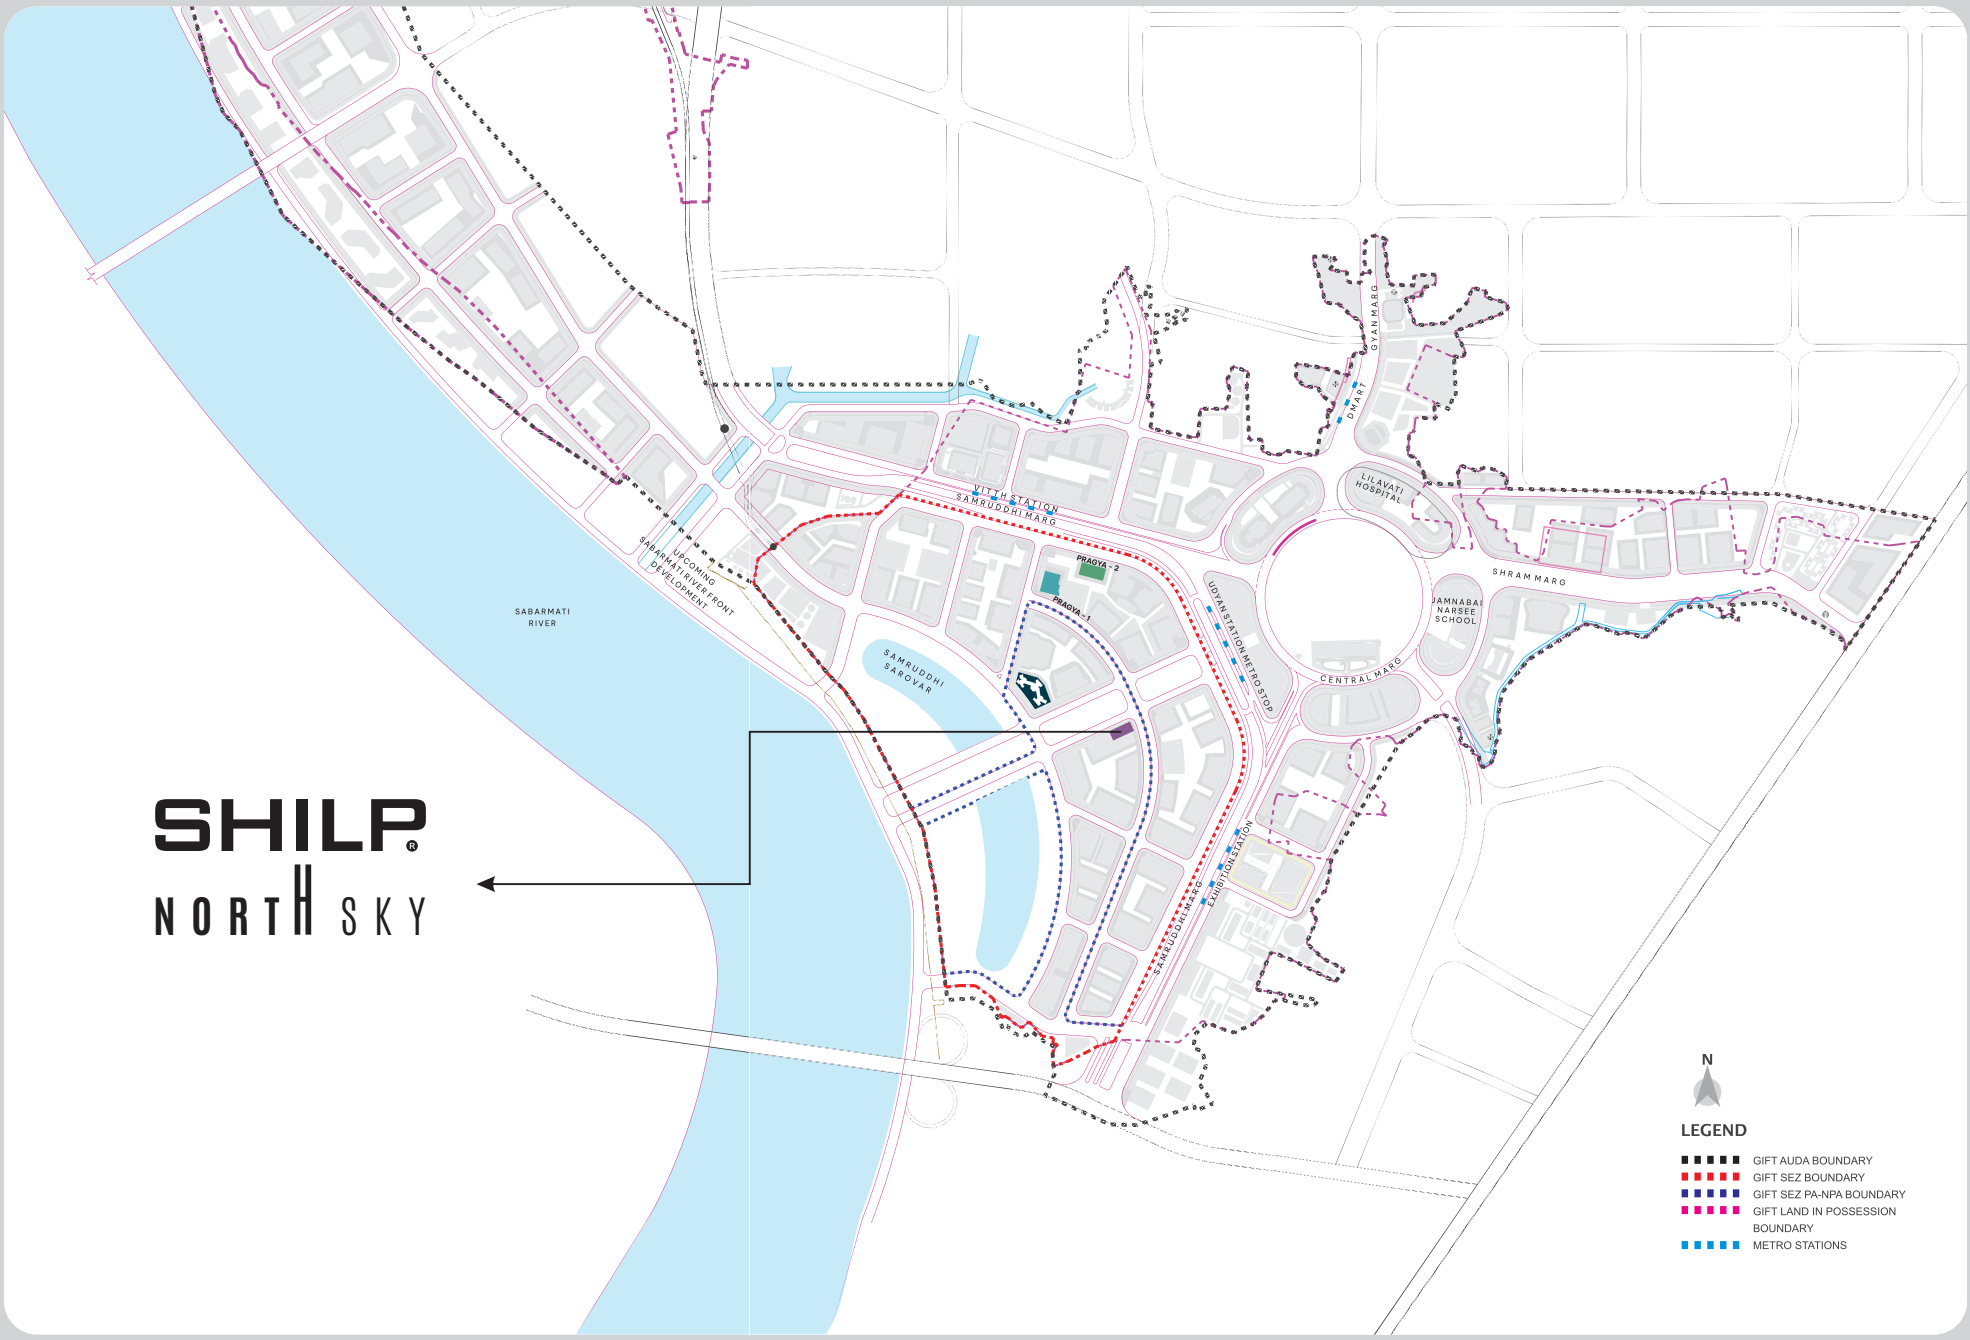 GYAN MARG
DMART
LILAVATI
HOSPITAL
VITTH STATION
SAMRUDDHI MARG
UPCOMING
SABARMATI RIVER FRONT
DEVELOPMENT
PRAGYA - 2
PRAGYA - 1
SHRAM MARG
JAMNABAI
NARSEE
SCHOOL
UDYAN STATION METRO STOP
SABARMATI
RIVER
SAMRUDDHI
SAROVAR
CENTRAL MARG
SHILP®
NORTH SKY
EXHIBITION STATION
SAMRUDDHI MARG
N
LEGEND
GIFT AUDA BOUNDARY
GIFT SEZ BOUNDARY
GIFT SEZ PA-NPA BOUNDARY
GIFT LAND IN POSSESSION
BOUNDARY
METRO STATIONS